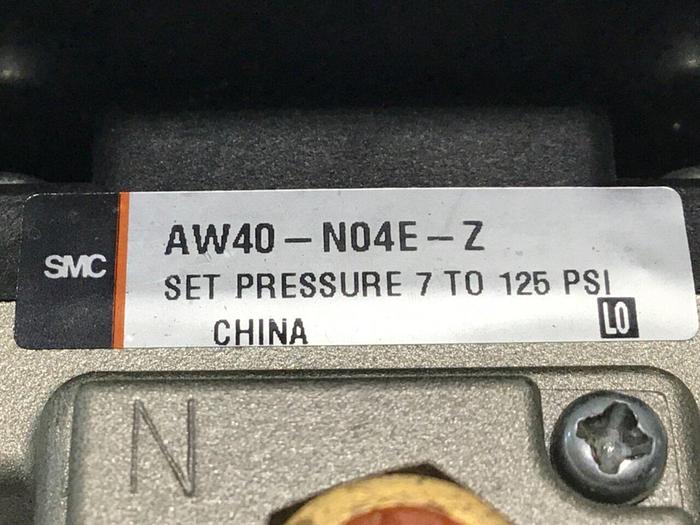 SMC
AW40-N04E-Z
SET PRESSURE 7 TO 125 PSI
CHINA
LO
N